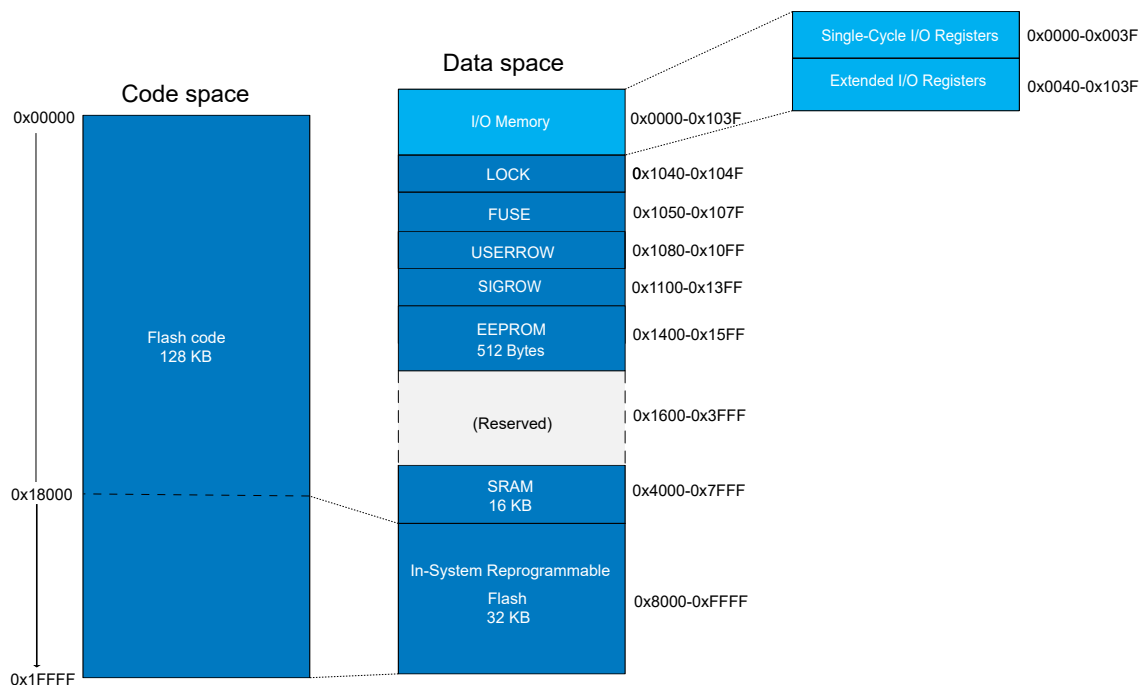 Code space
0x00000
Flash code
128 KB
0x18000
0x1FFFF
Data space
I/O Memory
0x0000-0x103F
LOCK
0x1040-0x104F
FUSE
0x1050-0x107F
USERROW
0x1080-0x10FF
SIGROW
0x1100-0x13FF
EEPROM
512 Bytes
0x1400-0x15FF
(Reserved)
0x1600-0x3FFF
SRAM
16 KB
0x4000-0x7FFF
In-System Reprogrammable
Flash
32 KB
0x8000-0xFFFF
Single-Cycle I/O Registers
0x0000-0x003F
Extended I/O Registers
0x0040-0x103F